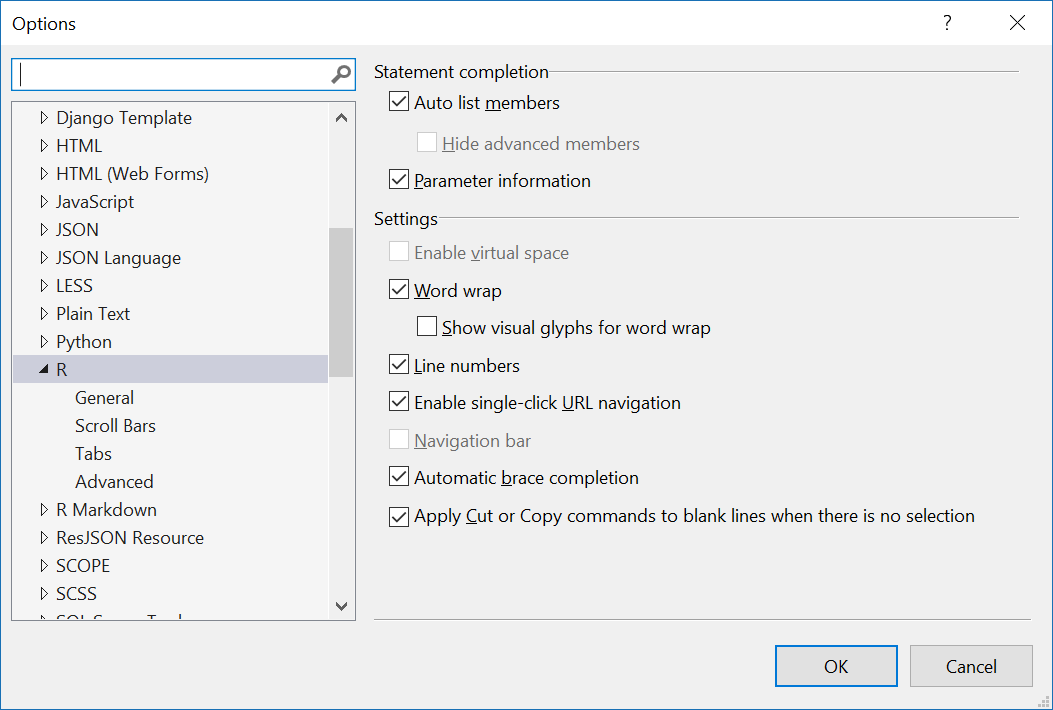 Options
?
Django Template
HTML
HTML (Web Forms)
JavaScript
JSON
JSON Language
LESS
Plain Text
Python
R
General
Scroll Bars
Tabs
Advanced
R Markdown
ResJSON Resource
SCOPE
SCSS
Statement completion
Auto list members
Hide advanced members
Parameter information
Settings
Enable virtual space
Word wrap
Show visual glyphs for word wrap
Line numbers
Enable single-click URL navigation
Navigation bar
Automatic brace completion
Apply Cut or Copy commands to blank lines when there is no selection
OK
Cancel